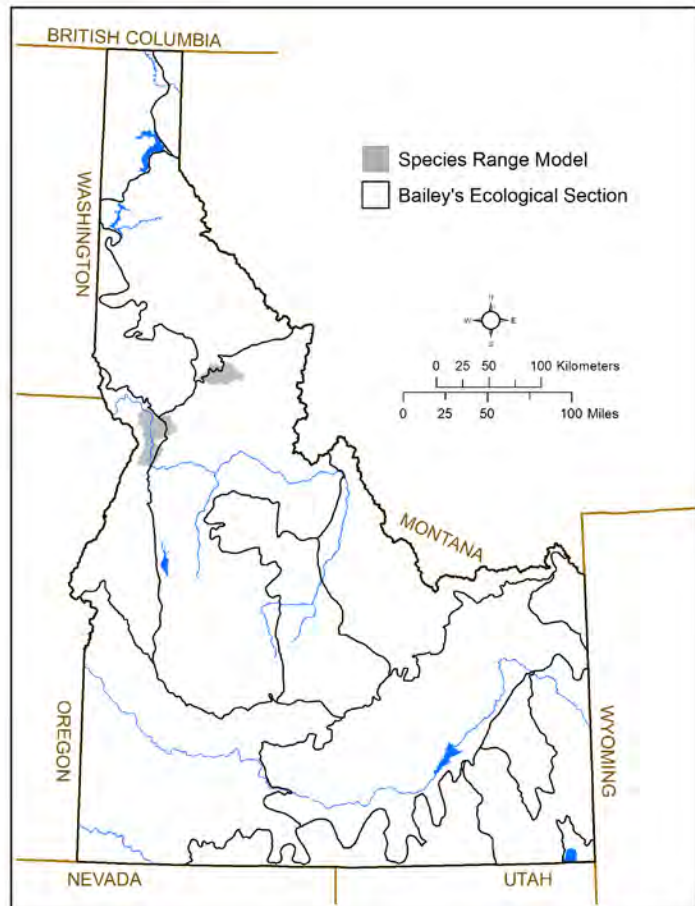 BRITISH COLUMBIA
WASHINGTON
Species Range Model
Bailey's Ecological Section
N
W
E
S
0 25 50 100 Kilometers
0 25 50 100 Miles
MONTANA
OREGON
WYOMING
NEVADA
UTAH